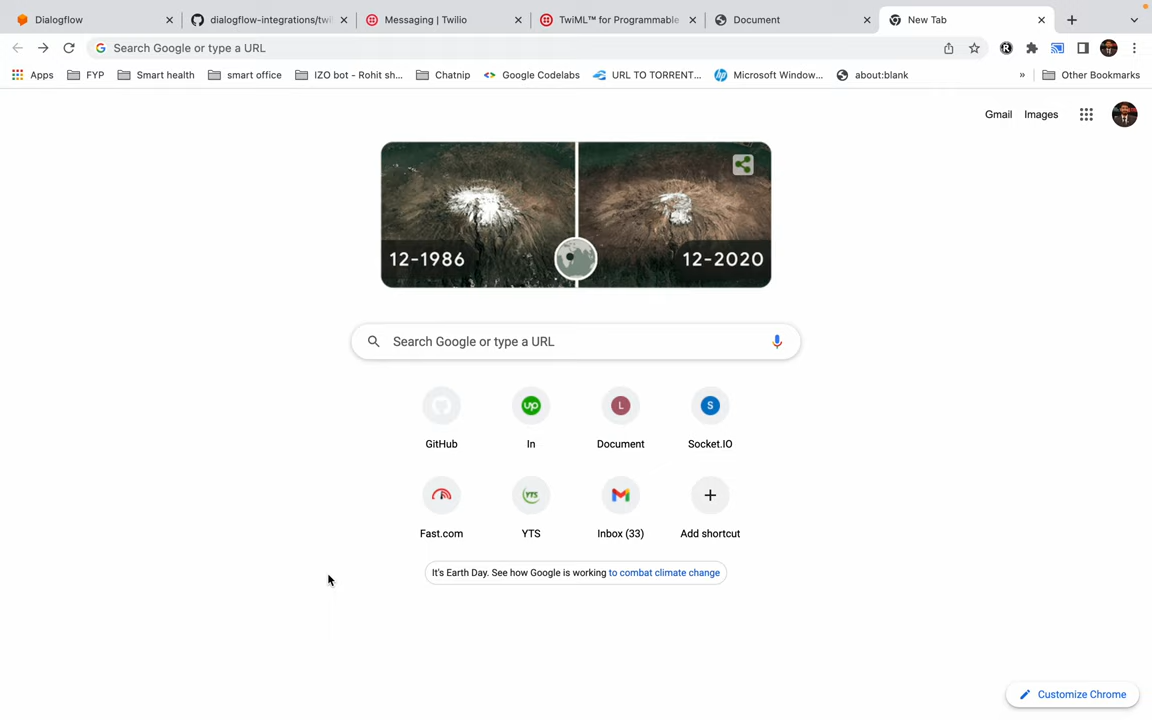 Dialogflow
dialogflow-integrations/twi
Messaging | Twilio
TwiML™ for Programmable
Document
New Tab
Search Google or type a URL
Apps
FYP
Smart health
smart office
IZO bot - Rohit sh...
Chatnip
Google Codelabs
URL TO TORRENT...
Microsoft Window...
about:blank
»
Other Bookmarks
Gmail
Images
12-1986
12-2020
Search Google or type a URL
up
L
S
GitHub
In
Document
Socket.IO
YTS
Fast.com
YTS
Inbox (33)
Add shortcut
It's Earth Day. See how Google is working to combat climate change
Customize Chrome